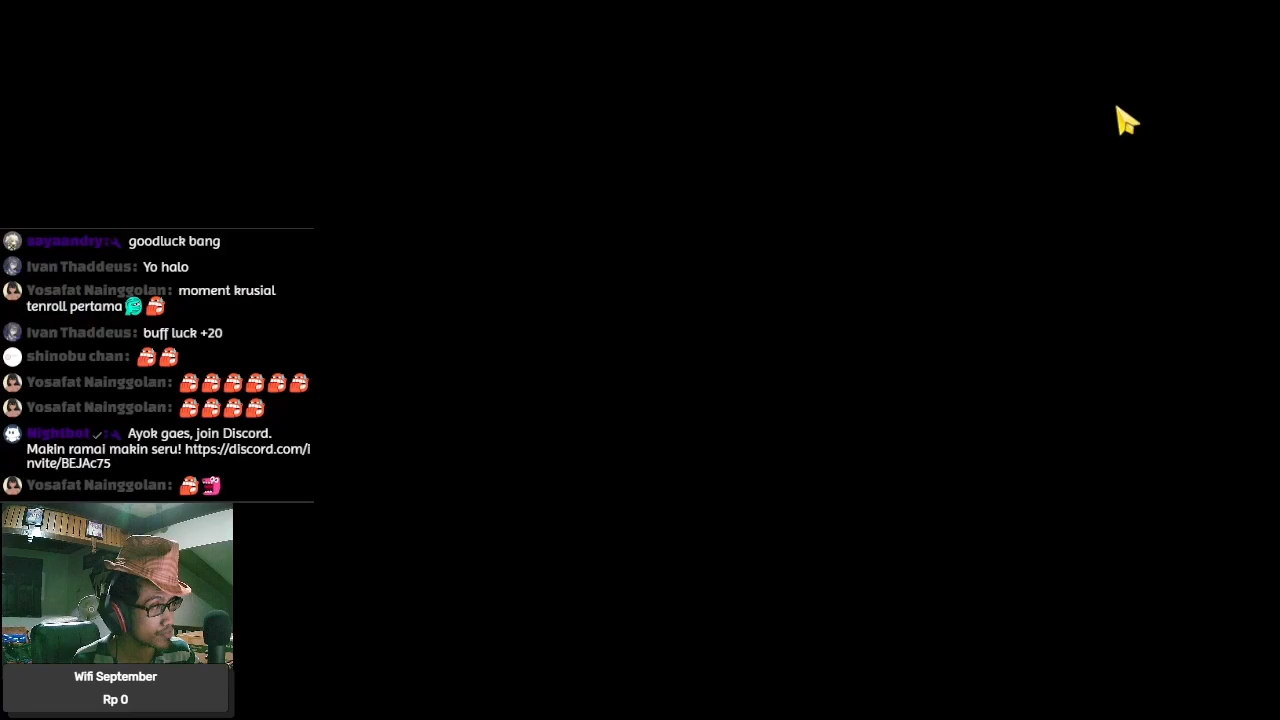 sayaandry: goodluck bang
Ivan Thaddeus: Yo halo
Yosafat Nainggolan: moment krusial
tenroll pertama
Ivan Thaddeus: buff luck +20
shinobu chan:
Yosafat Nainggolan:
Yosafat Nainggolan:
Nightbot: Ayok gaes, join Discord.
Makin ramai makin seru! https://discord.com/i
nvite/BEJAc75
Yosafat Nainggolan:
Wifi September
Rp 0